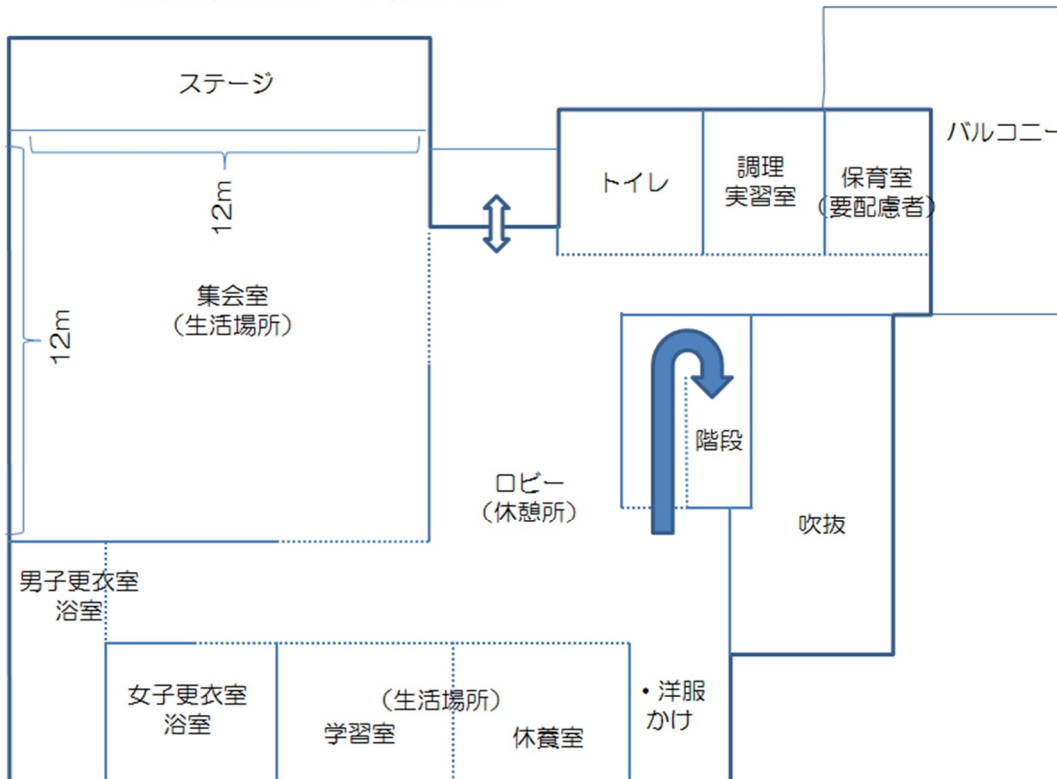 ステージ
バルコニー
トイレ
調理
実習室
保育室
(要配慮者)
12m
12m
集会室
(生活場所)
階段
ロビー
(休憩所)
吹抜
男子更衣室
浴室
女子更衣室
浴室
(生活場所)
学習室
休養室
・洋服
かけ